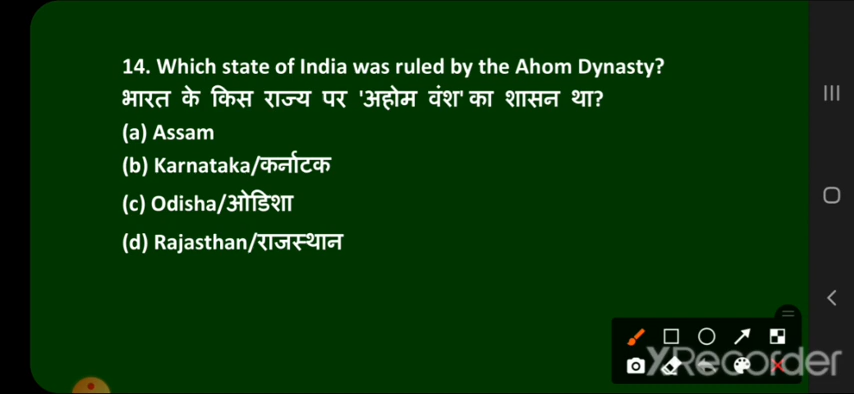 14. Which state of India was ruled by the Ahom Dynasty?
भारत के किस राज्य पर 'अहोम वंश' का शासन था?
(a) Assam
(b) Karnataka/कर्नाटक
(c) Odisha/ओडिशा
(d) Rajasthan/राजस्थान
XRecorder